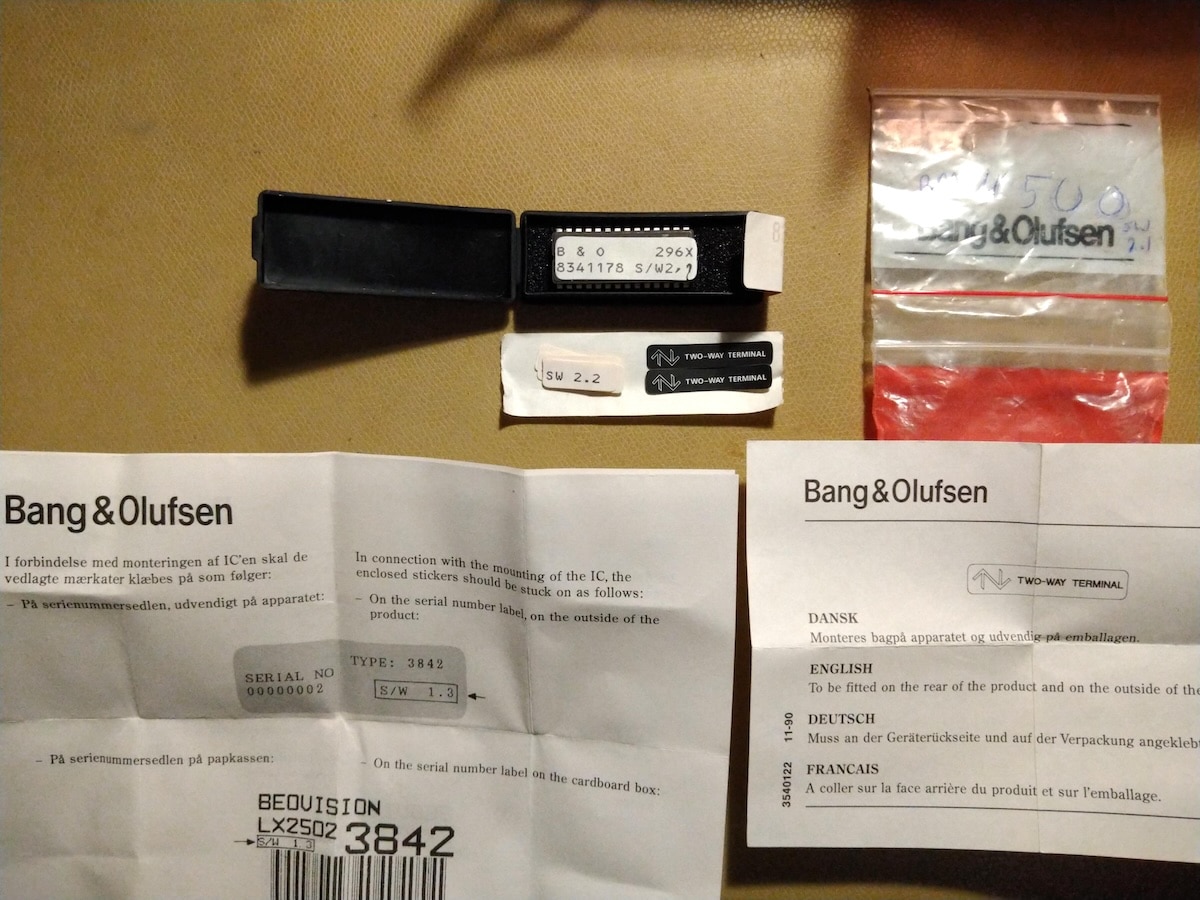 B & O 296X
8341178 S/W2,
SW 2.2
TWO-WAY TERMINAL
TWO-WAY TERMINAL
500
Bang&Olufsen
SW
2.1
Bang&Olufsen
I forbindelse med monteringen af IC'en skal de
vedlagte mærkater klæbes på som følger:
– På serienummersedlen, udvendigt på apparatet:
In connection with the mounting of the IC, the
enclosed stickers should be stuck on as follows:
– On the serial number label, on the outside of the
product:
SERIAL NO
00000002
TYPE: 3842
S/W 1.3
– På serienummersedlen på papkassen:
– On the serial number label on the cardboard box:
BEOVISION
LX2502 3842
S/W 1 3
Bang&Olufsen
TWO-WAY TERMINAL
DANSK
Monteres bagpå apparatet og udvendig på emballagen.
ENGLISH
To be fitted on the rear of the product and on the outside of the
DEUTSCH
Muss an der Geräterückseite und auf der Verpackung angeklebt
FRANCAIS
A coller sur la face arrière du produit et sur l'emballage.
3540122 11-90